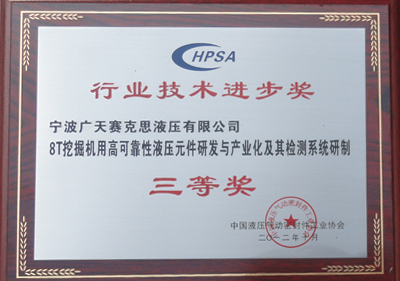 CHPSA
行业技术进步奖
宁波广天赛克思液压有限公司
8T挖掘机用高可靠性液压元件研发与产业化及其检测系统研制
三等奖
中国液压气动密封件工业协会
二〇一二年 月